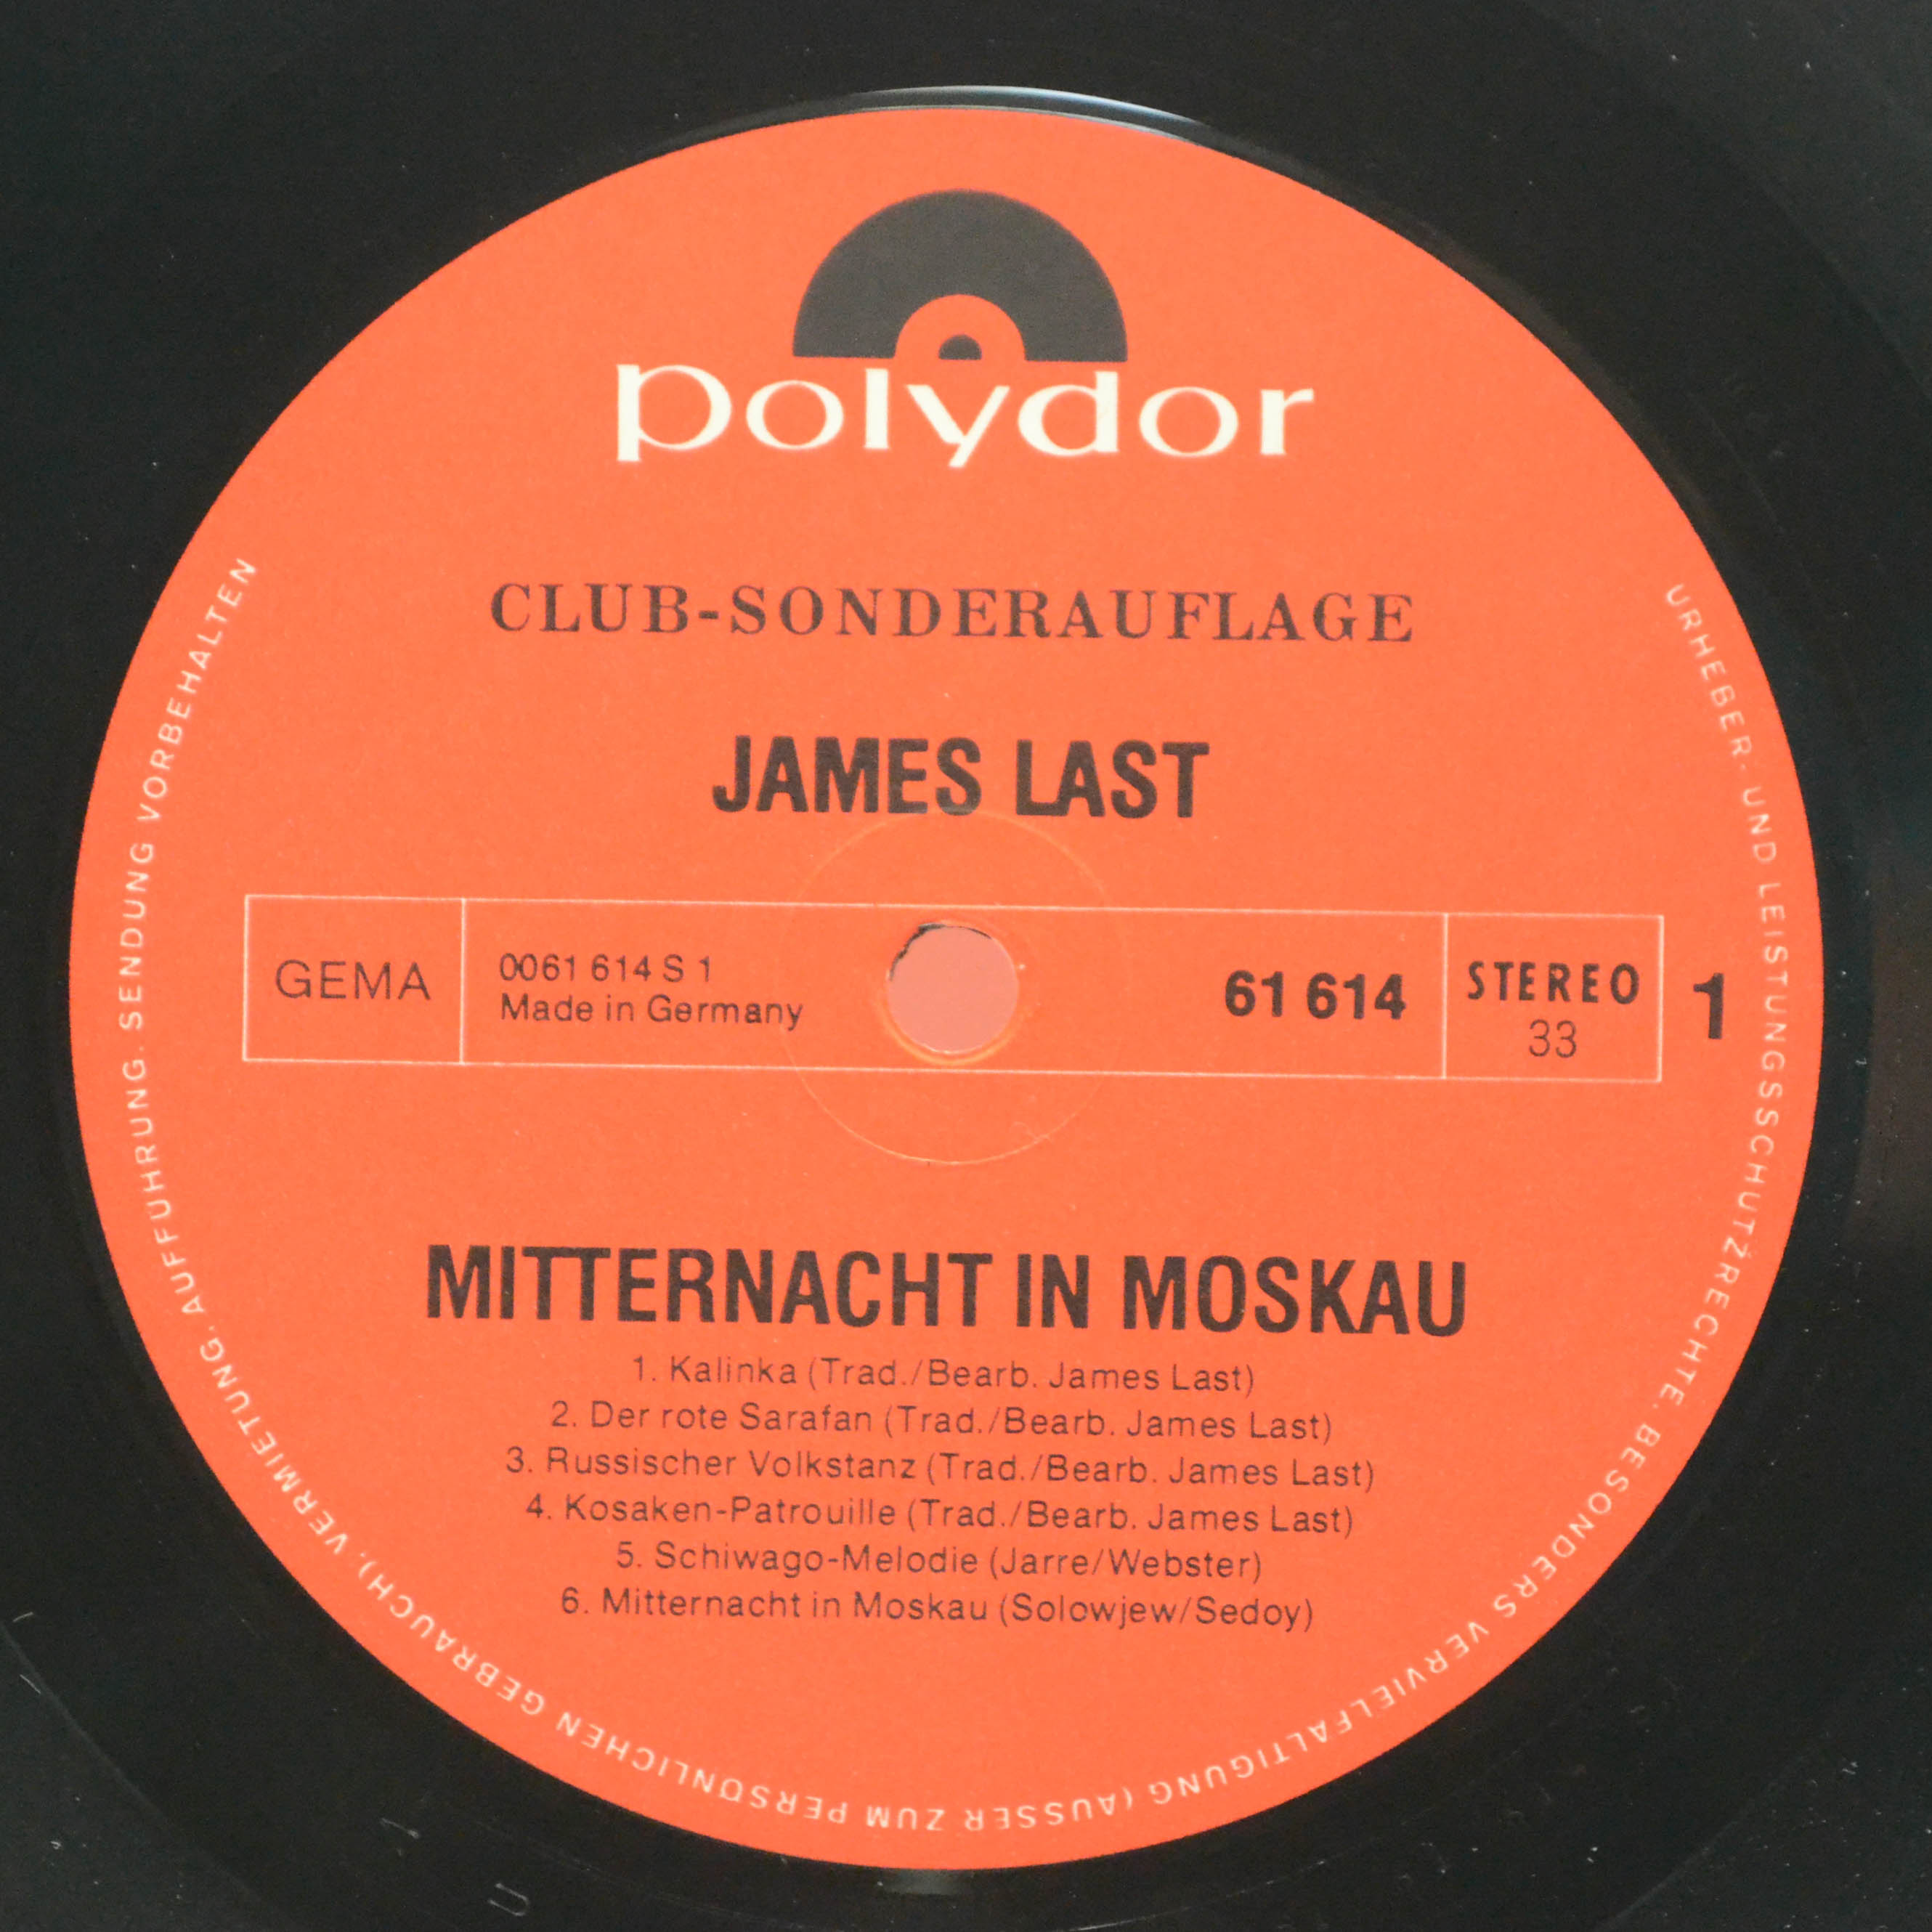 polydor
CLUB-SONDERAUFLAGE
JAMES LAST
GEMA
0061 614 S 1
Made in Germany
61 614
STEREO
33
1
MITTERNACHT IN MOSKAU
1. Kalinka (Trad./Bearb. James Last)
2. Der rote Sarafan (Trad./Bearb. James Last)
3. Russischer Volkstanz (Trad./Bearb. James Last)
4. Kosaken-Patrouille (Trad./Bearb. James Last)
5. Schiwago-Melodie (Jarre/Webster)
6. Mitternacht in Moskau (Solowjew/Sedoy)
URHEBER- UND LEISTUNGSSCHUTZRECHTE, BESONDERS VERVIELFÄLTIGUNG (AUSSER ZUM PERSÖNLICHEN GEBRAUCH), VERMIETUNG, AUFFÜHRUNG, SENDUNG VORBEHALTEN